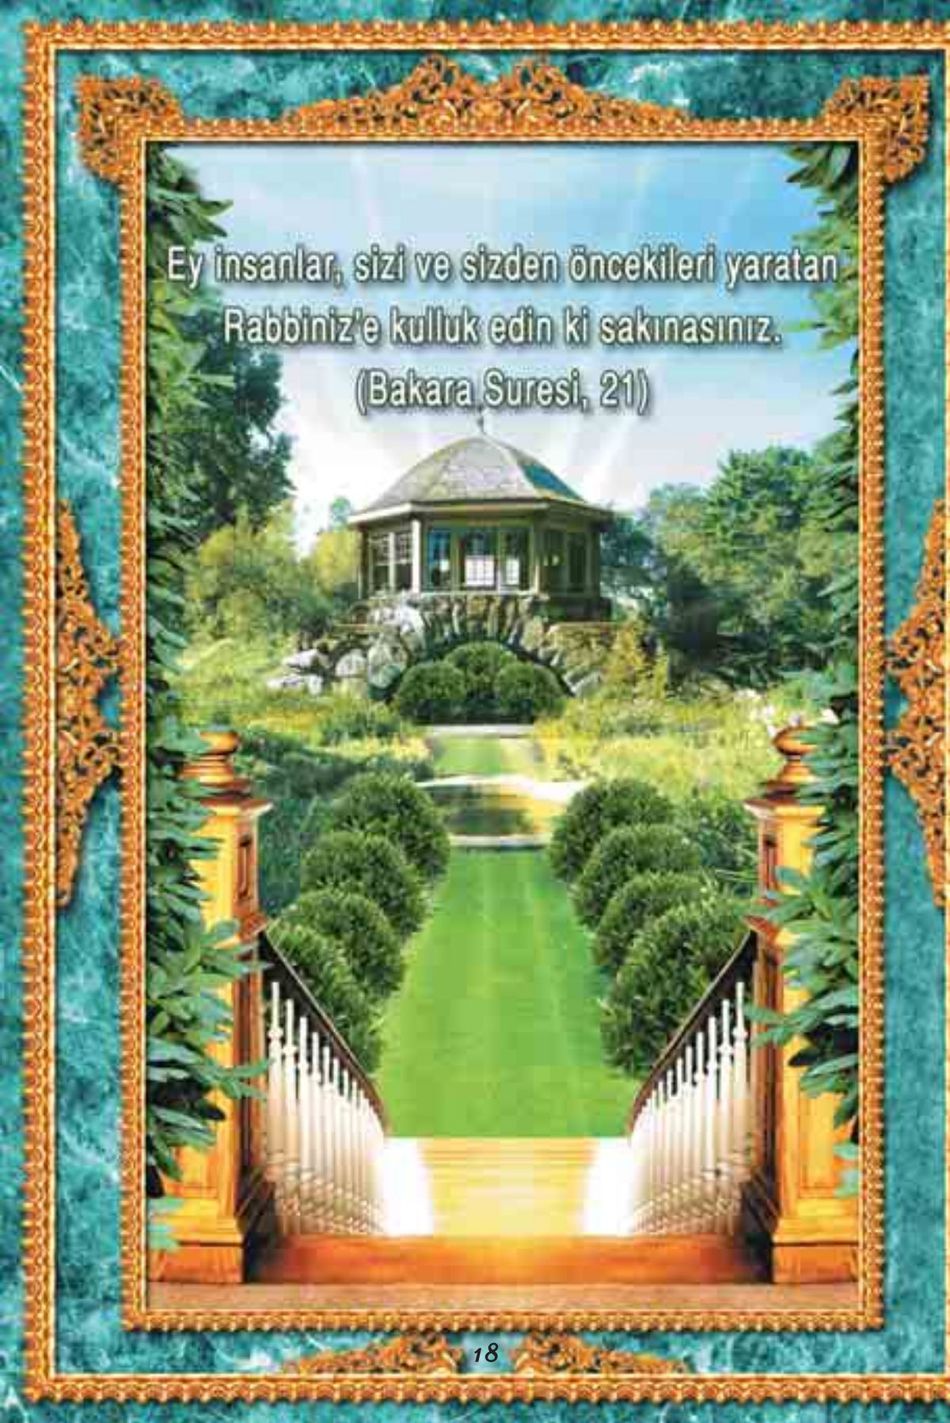 Ey insanlar, sizi ve sizden öncekileri yaratan
Rabbiniz'e kulluk edin ki sakınasınız.
(Bakara Suresi, 21)
18